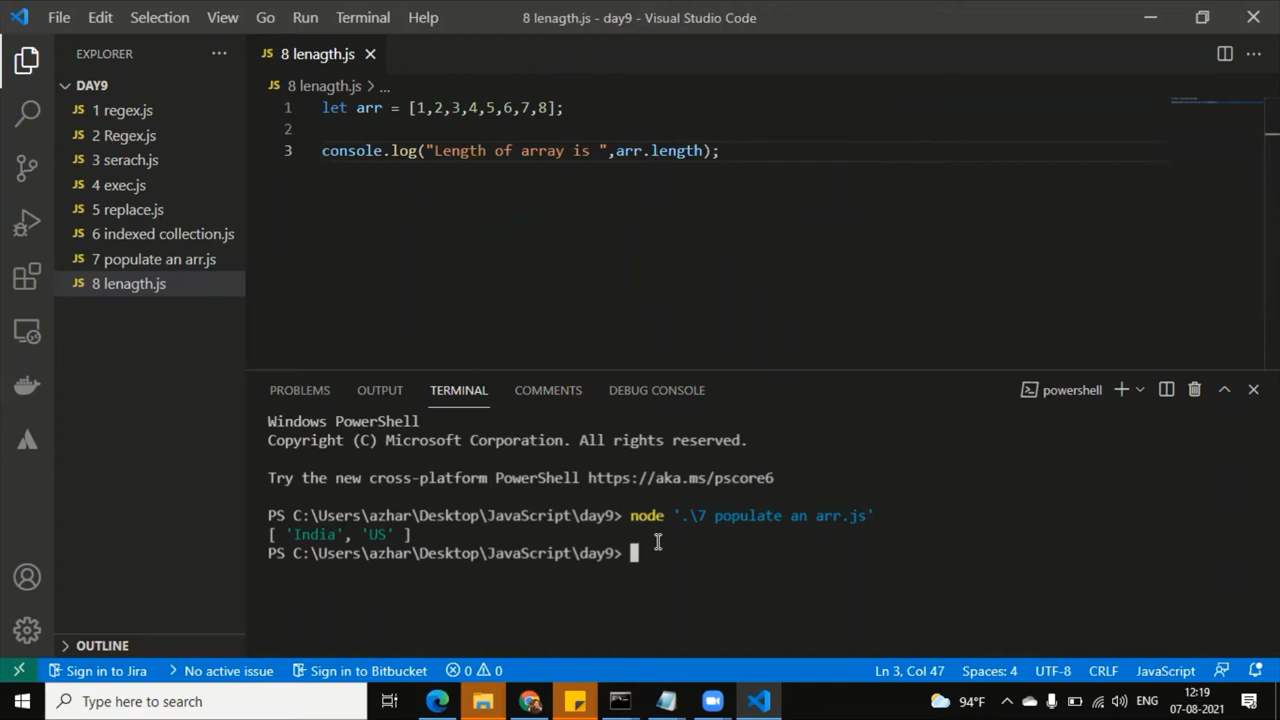 File Edit Selection View Go Run Terminal Help 8 lenagth.js - day9 - Visual Studio Code
EXPLORER
DAY9
JS 1 regex.js
JS 2 Regex.js
JS 3 serach.js
JS 4 exec.js
JS 5 replace.js
JS 6 indexed collection.js
JS 7 populate an arr.js
JS 8 lenagth.js
OUTLINE
JS 8 lenagth.js
JS 8 lenagth.js > ...
1 let arr = [1,2,3,4,5,6,7,8];
2
3 console.log("Length of array is ",arr.length);
PROBLEMS OUTPUT TERMINAL COMMENTS DEBUG CONSOLE powershell
Windows PowerShell
Copyright (C) Microsoft Corporation. All rights reserved.
Try the new cross-platform PowerShell https://aka.ms/pscore6
PS C:\Users\azhar\Desktop\JavaScript\day9> node '.\7 populate an arr.js'
[ 'India', 'US' ]
PS C:\Users\azhar\Desktop\JavaScript\day9>
Sign in to Jira No active issue Sign in to Bitbucket 0 0 Ln 3, Col 47 Spaces: 4 UTF-8 CRLF JavaScript
Type here to search 94°F ENG 12:19
07-08-2021